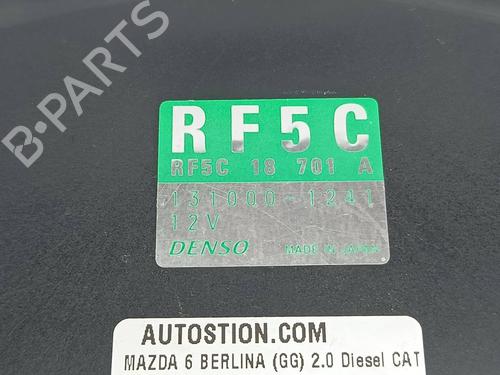 RF5C
RF5C 18 701 A
131000-1241
12V
DENSO MADE IN JAPAN
AUTOSTION.COM
MAZDA 6 BERLINA (GG) 2.0 Diesel CAT